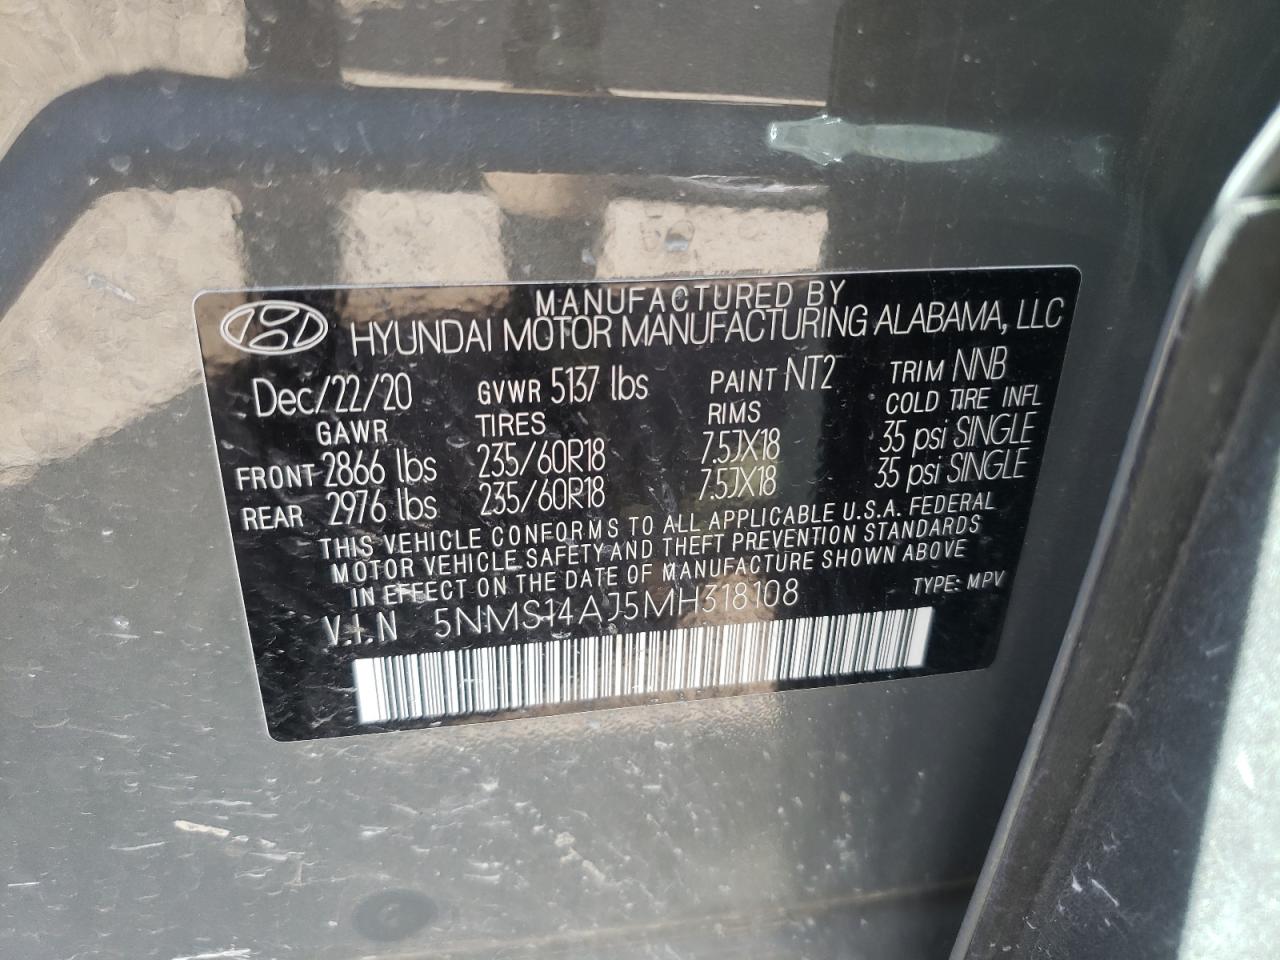 MANUFACTURED BY
HYUNDAI MOTOR MANUFACTURING ALABAMA, LLC
Dec/22/20 GVWR 5137 lbs PAINT NT2 TRIM NNB
GAWR TIRES RIMS COLD TIRE INFL
FRONT 2866 lbs 235/60R18 7.5JX18 35 psi SINGLE
REAR 2976 lbs 235/60R18 7.5JX18 35 psi SINGLE
THIS VEHICLE CONFORMS TO ALL APPLICABLE U.S.A. FEDERAL
MOTOR VEHICLE SAFETY AND THEFT PREVENTION STANDARDS
IN EFFECT ON THE DATE OF MANUFACTURE SHOWN ABOVE
V.I.N 5NMS14AJ5MH318108 TYPE: MPV